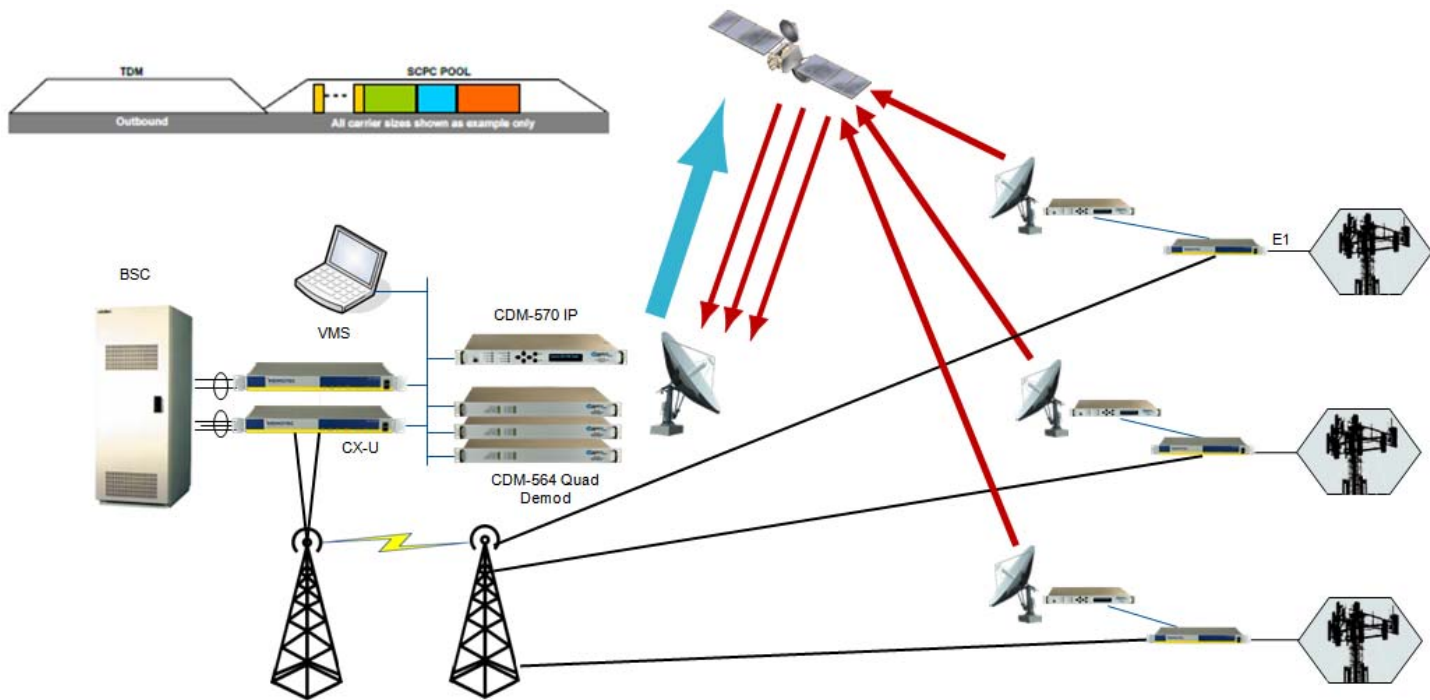 TDM
SCPC POOL
Outbound
All carrier sizes shown as example only
BSC
VMS
CDM-570 IP
E1
CX-U
CDM-564 Quad
Demod